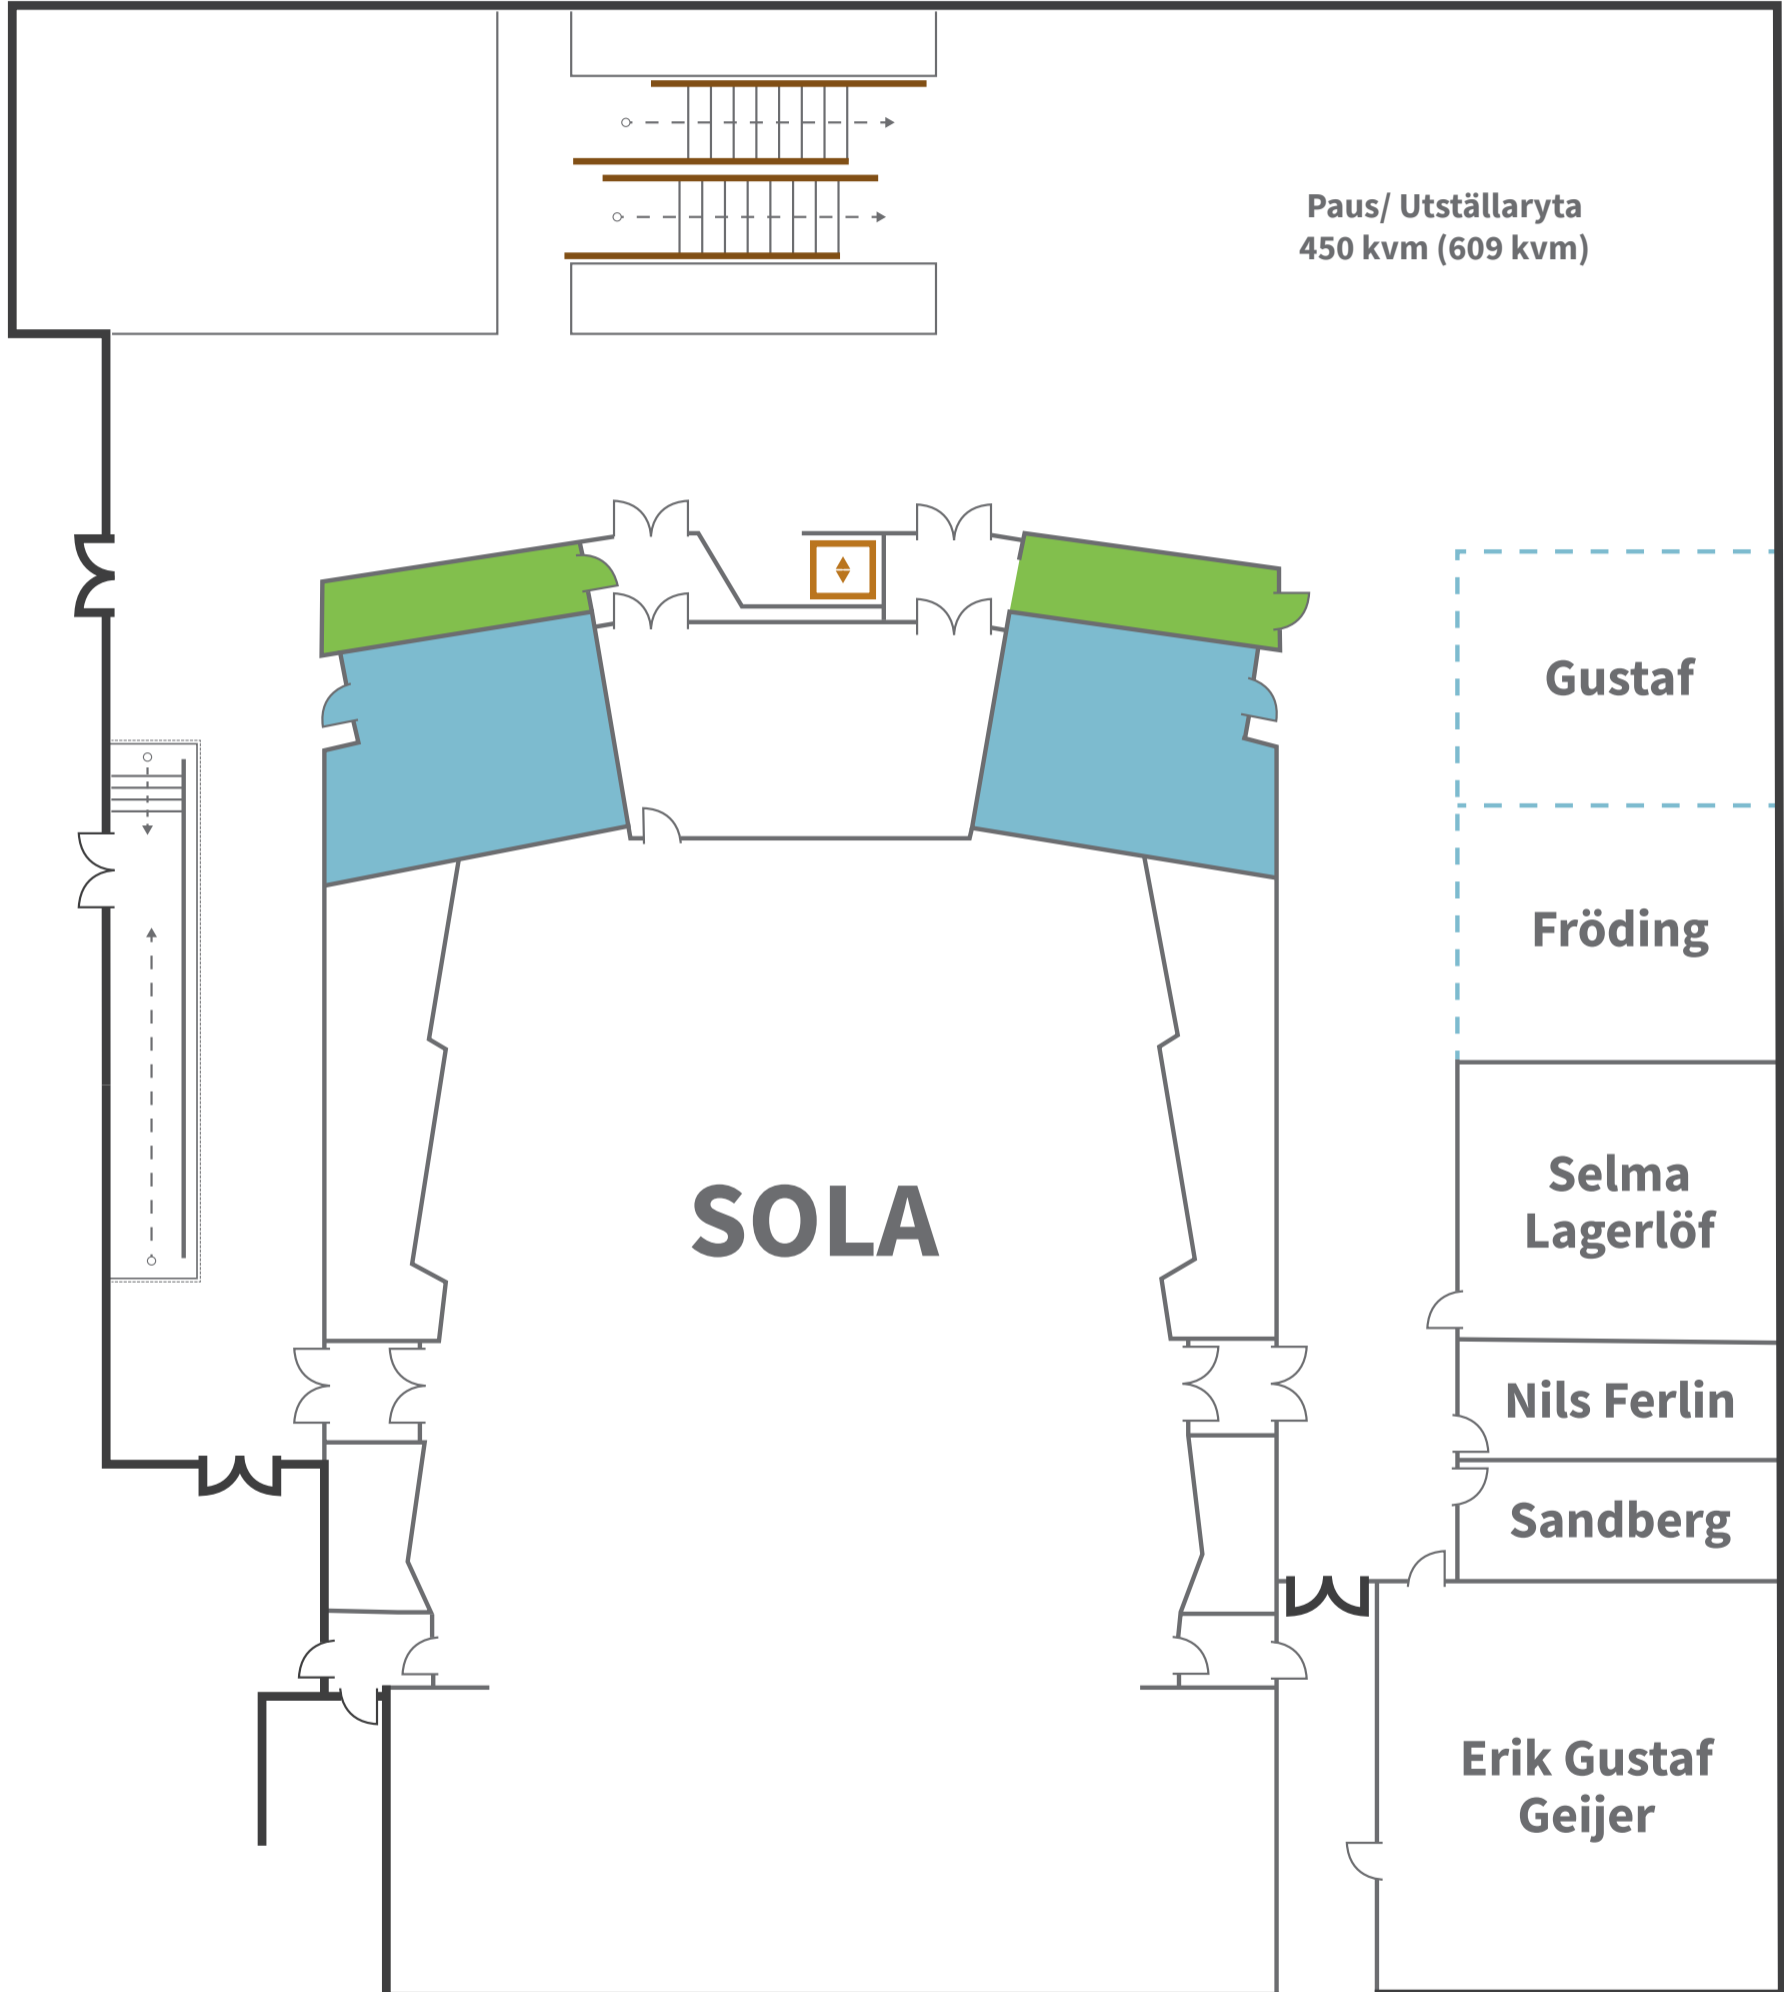 Paus/ Utställaryta
450 kvm (609 kvm)
Gustaf
Fröding
Selma
Lagerlöf
SOLA
Nils Ferlin
Sandberg
Erik Gustaf
Geijer